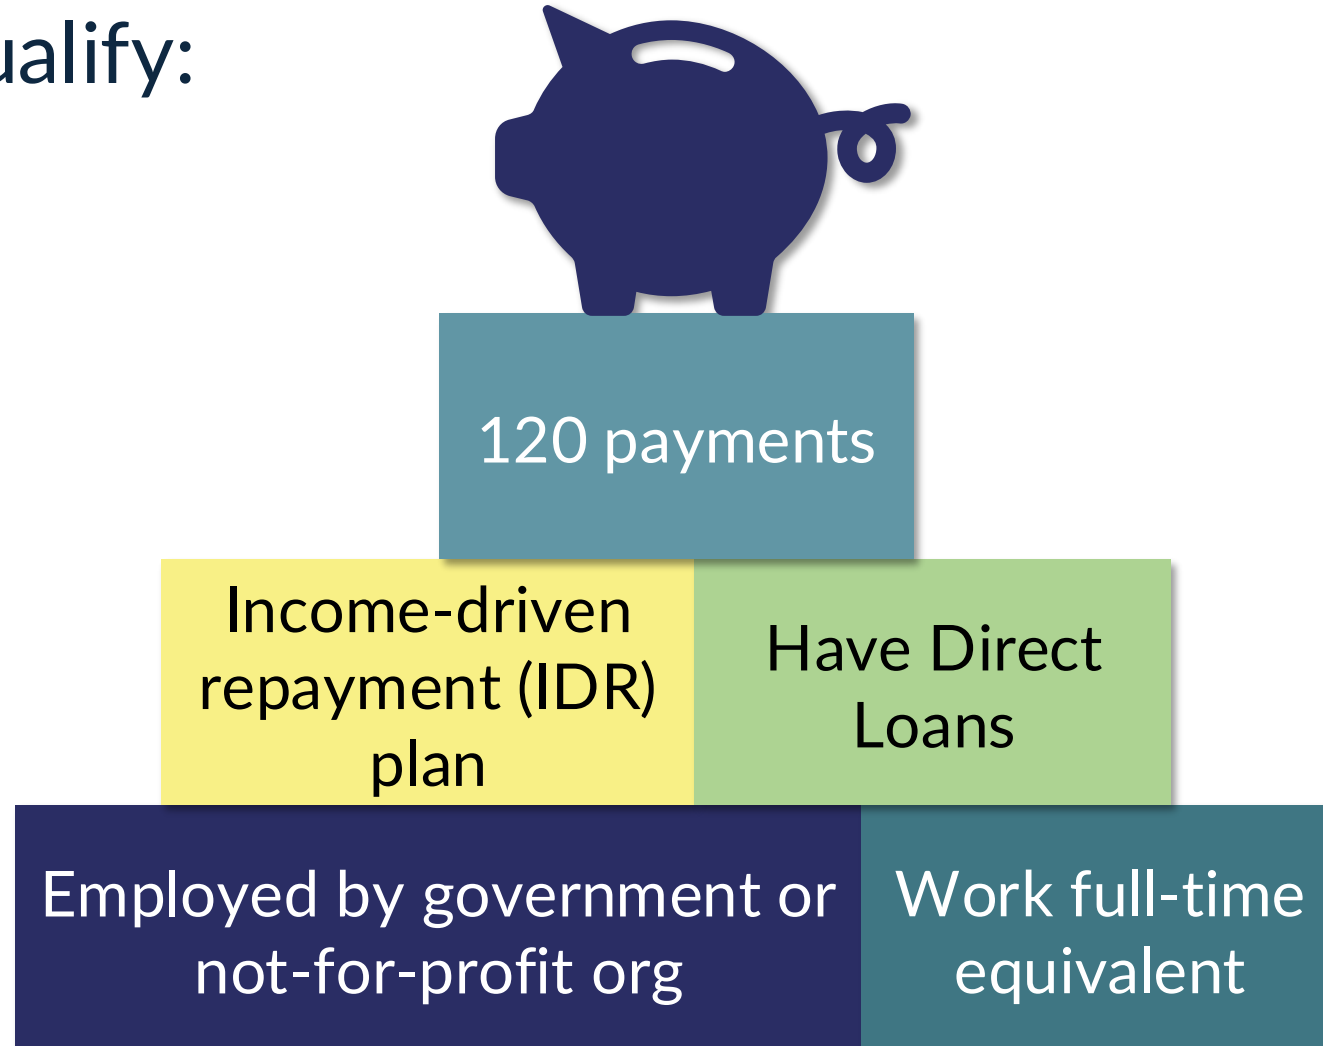 ualify:
120 payments
Income-driven
repayment (IDR)
plan
Have Direct
Loans
Employed by government or
not-for-profit org
Work full-time
equivalent